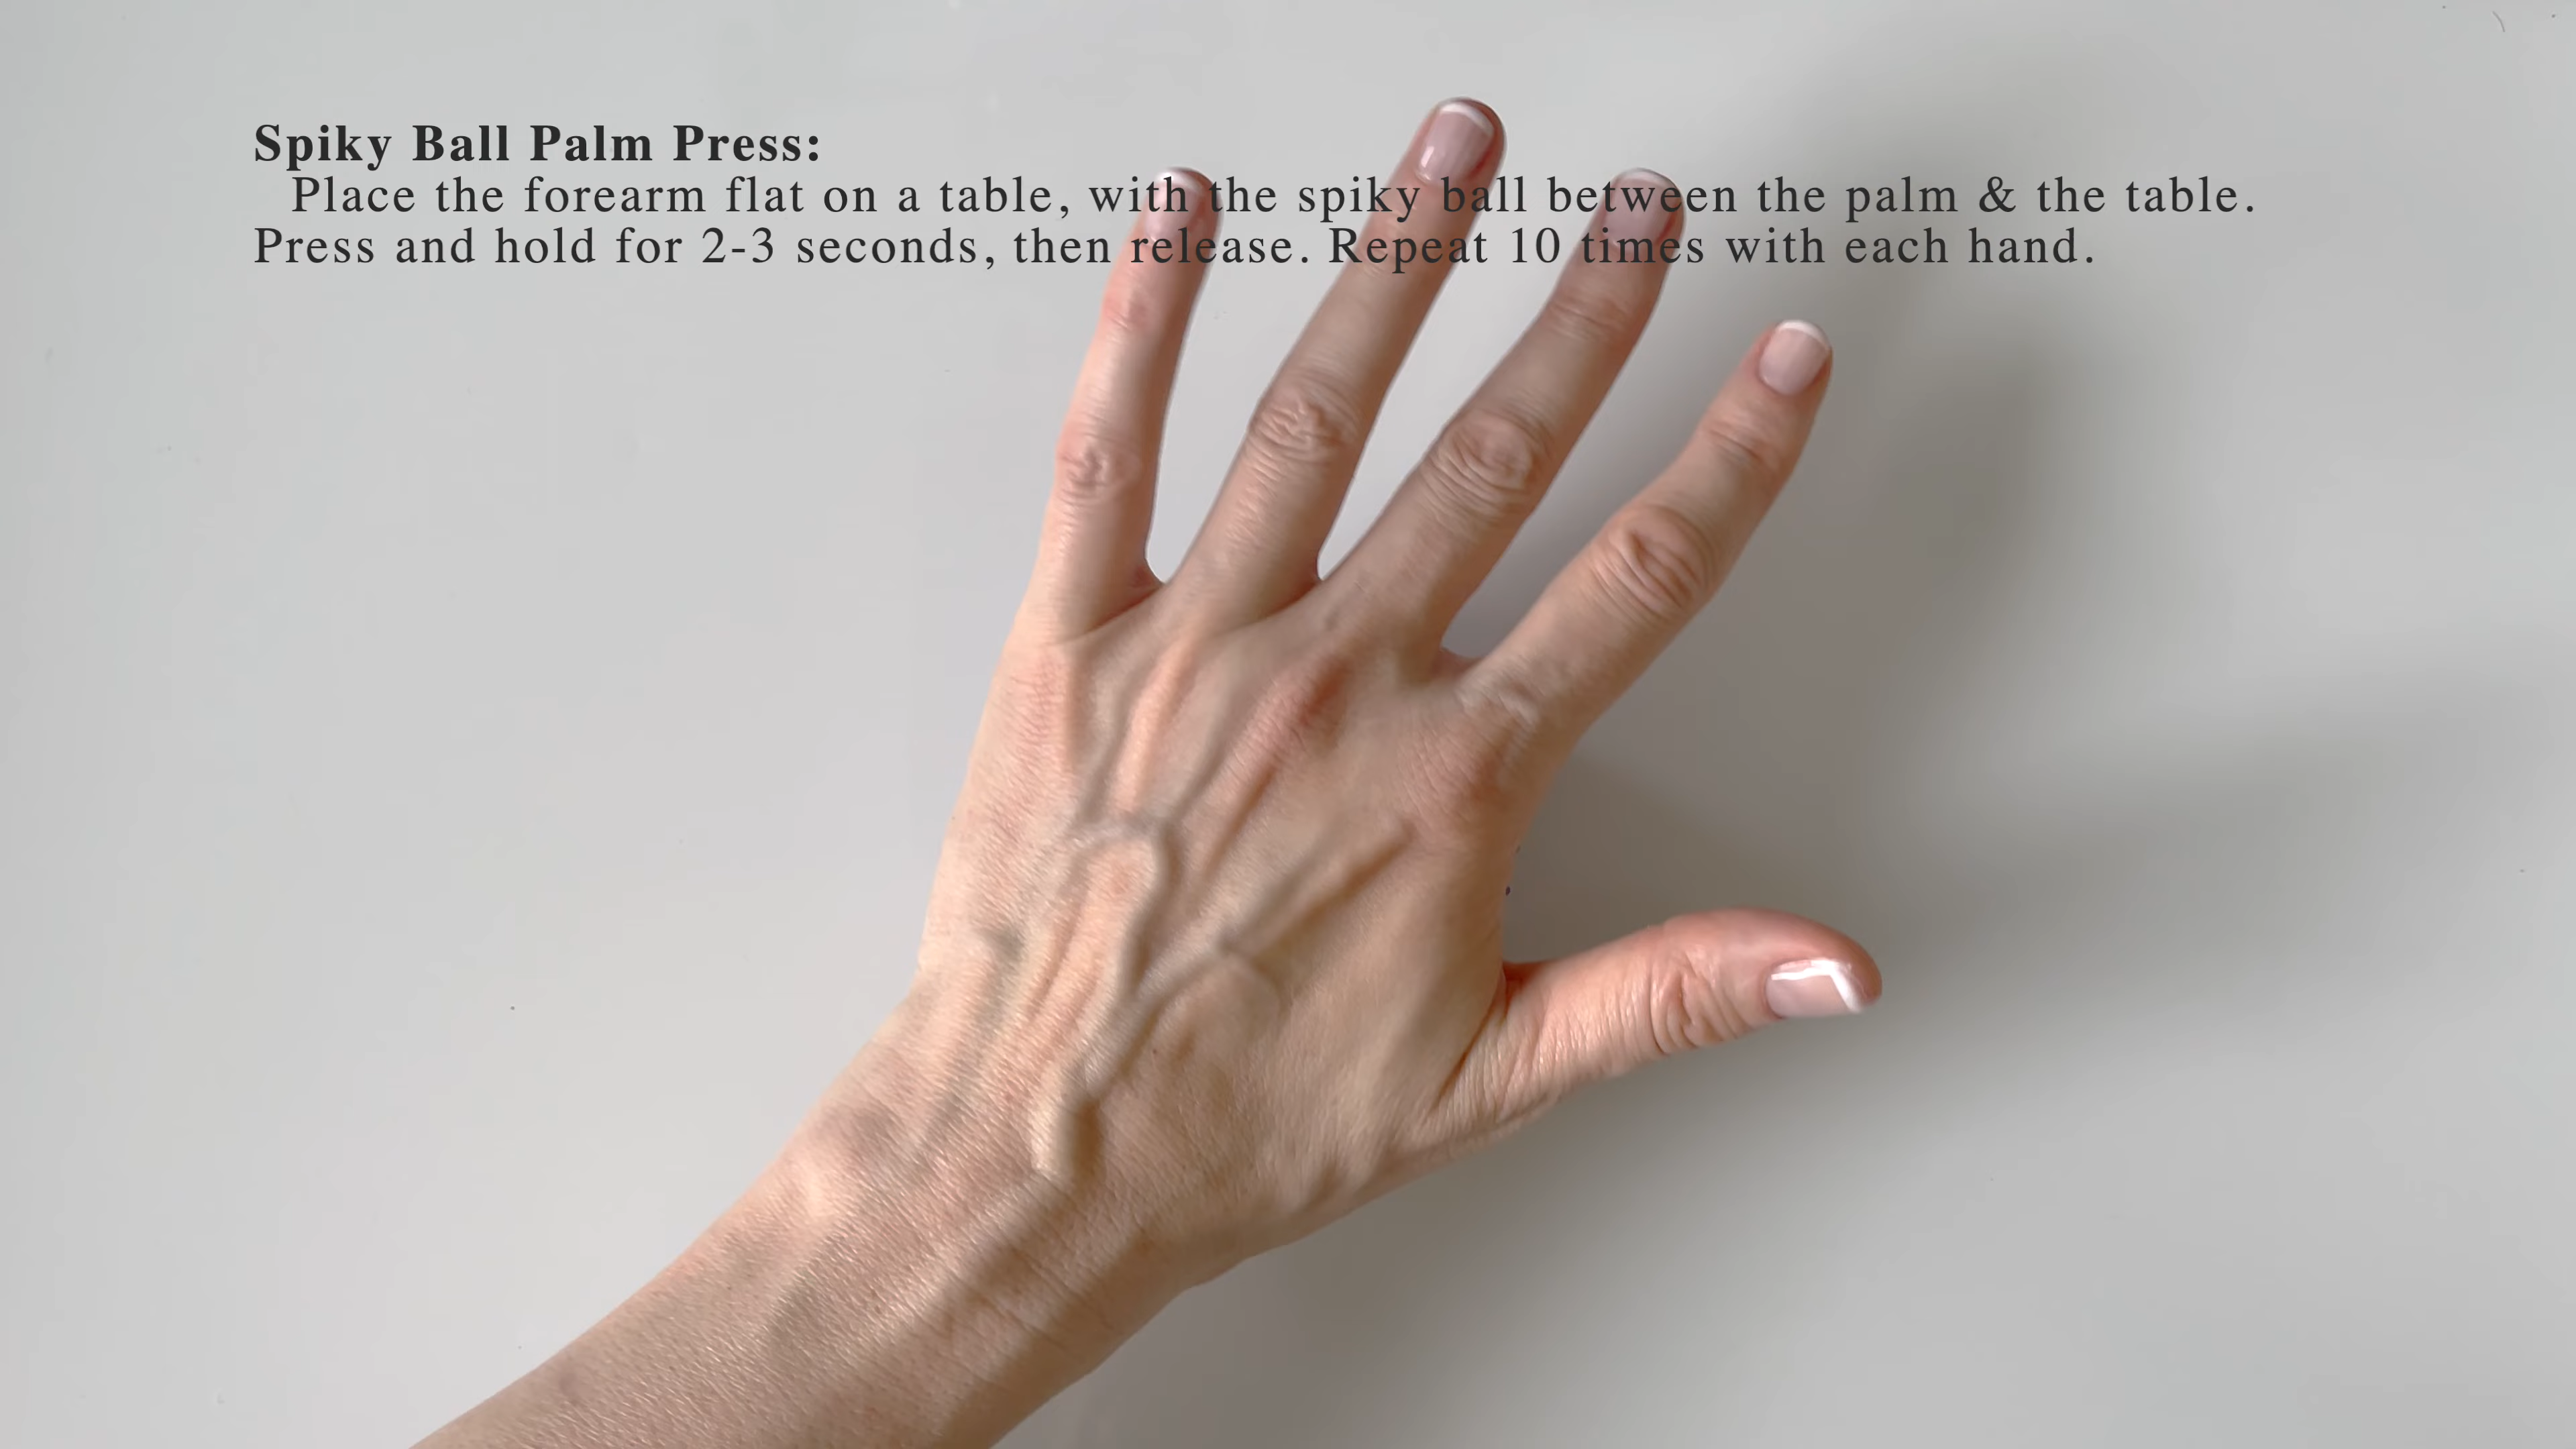 Spiky Ball Palm Press:
Place the forearm flat on a table, with the spiky ball between the palm & the table.
Press and hold for 2-3 seconds, then release. Repeat 10 times with each hand.